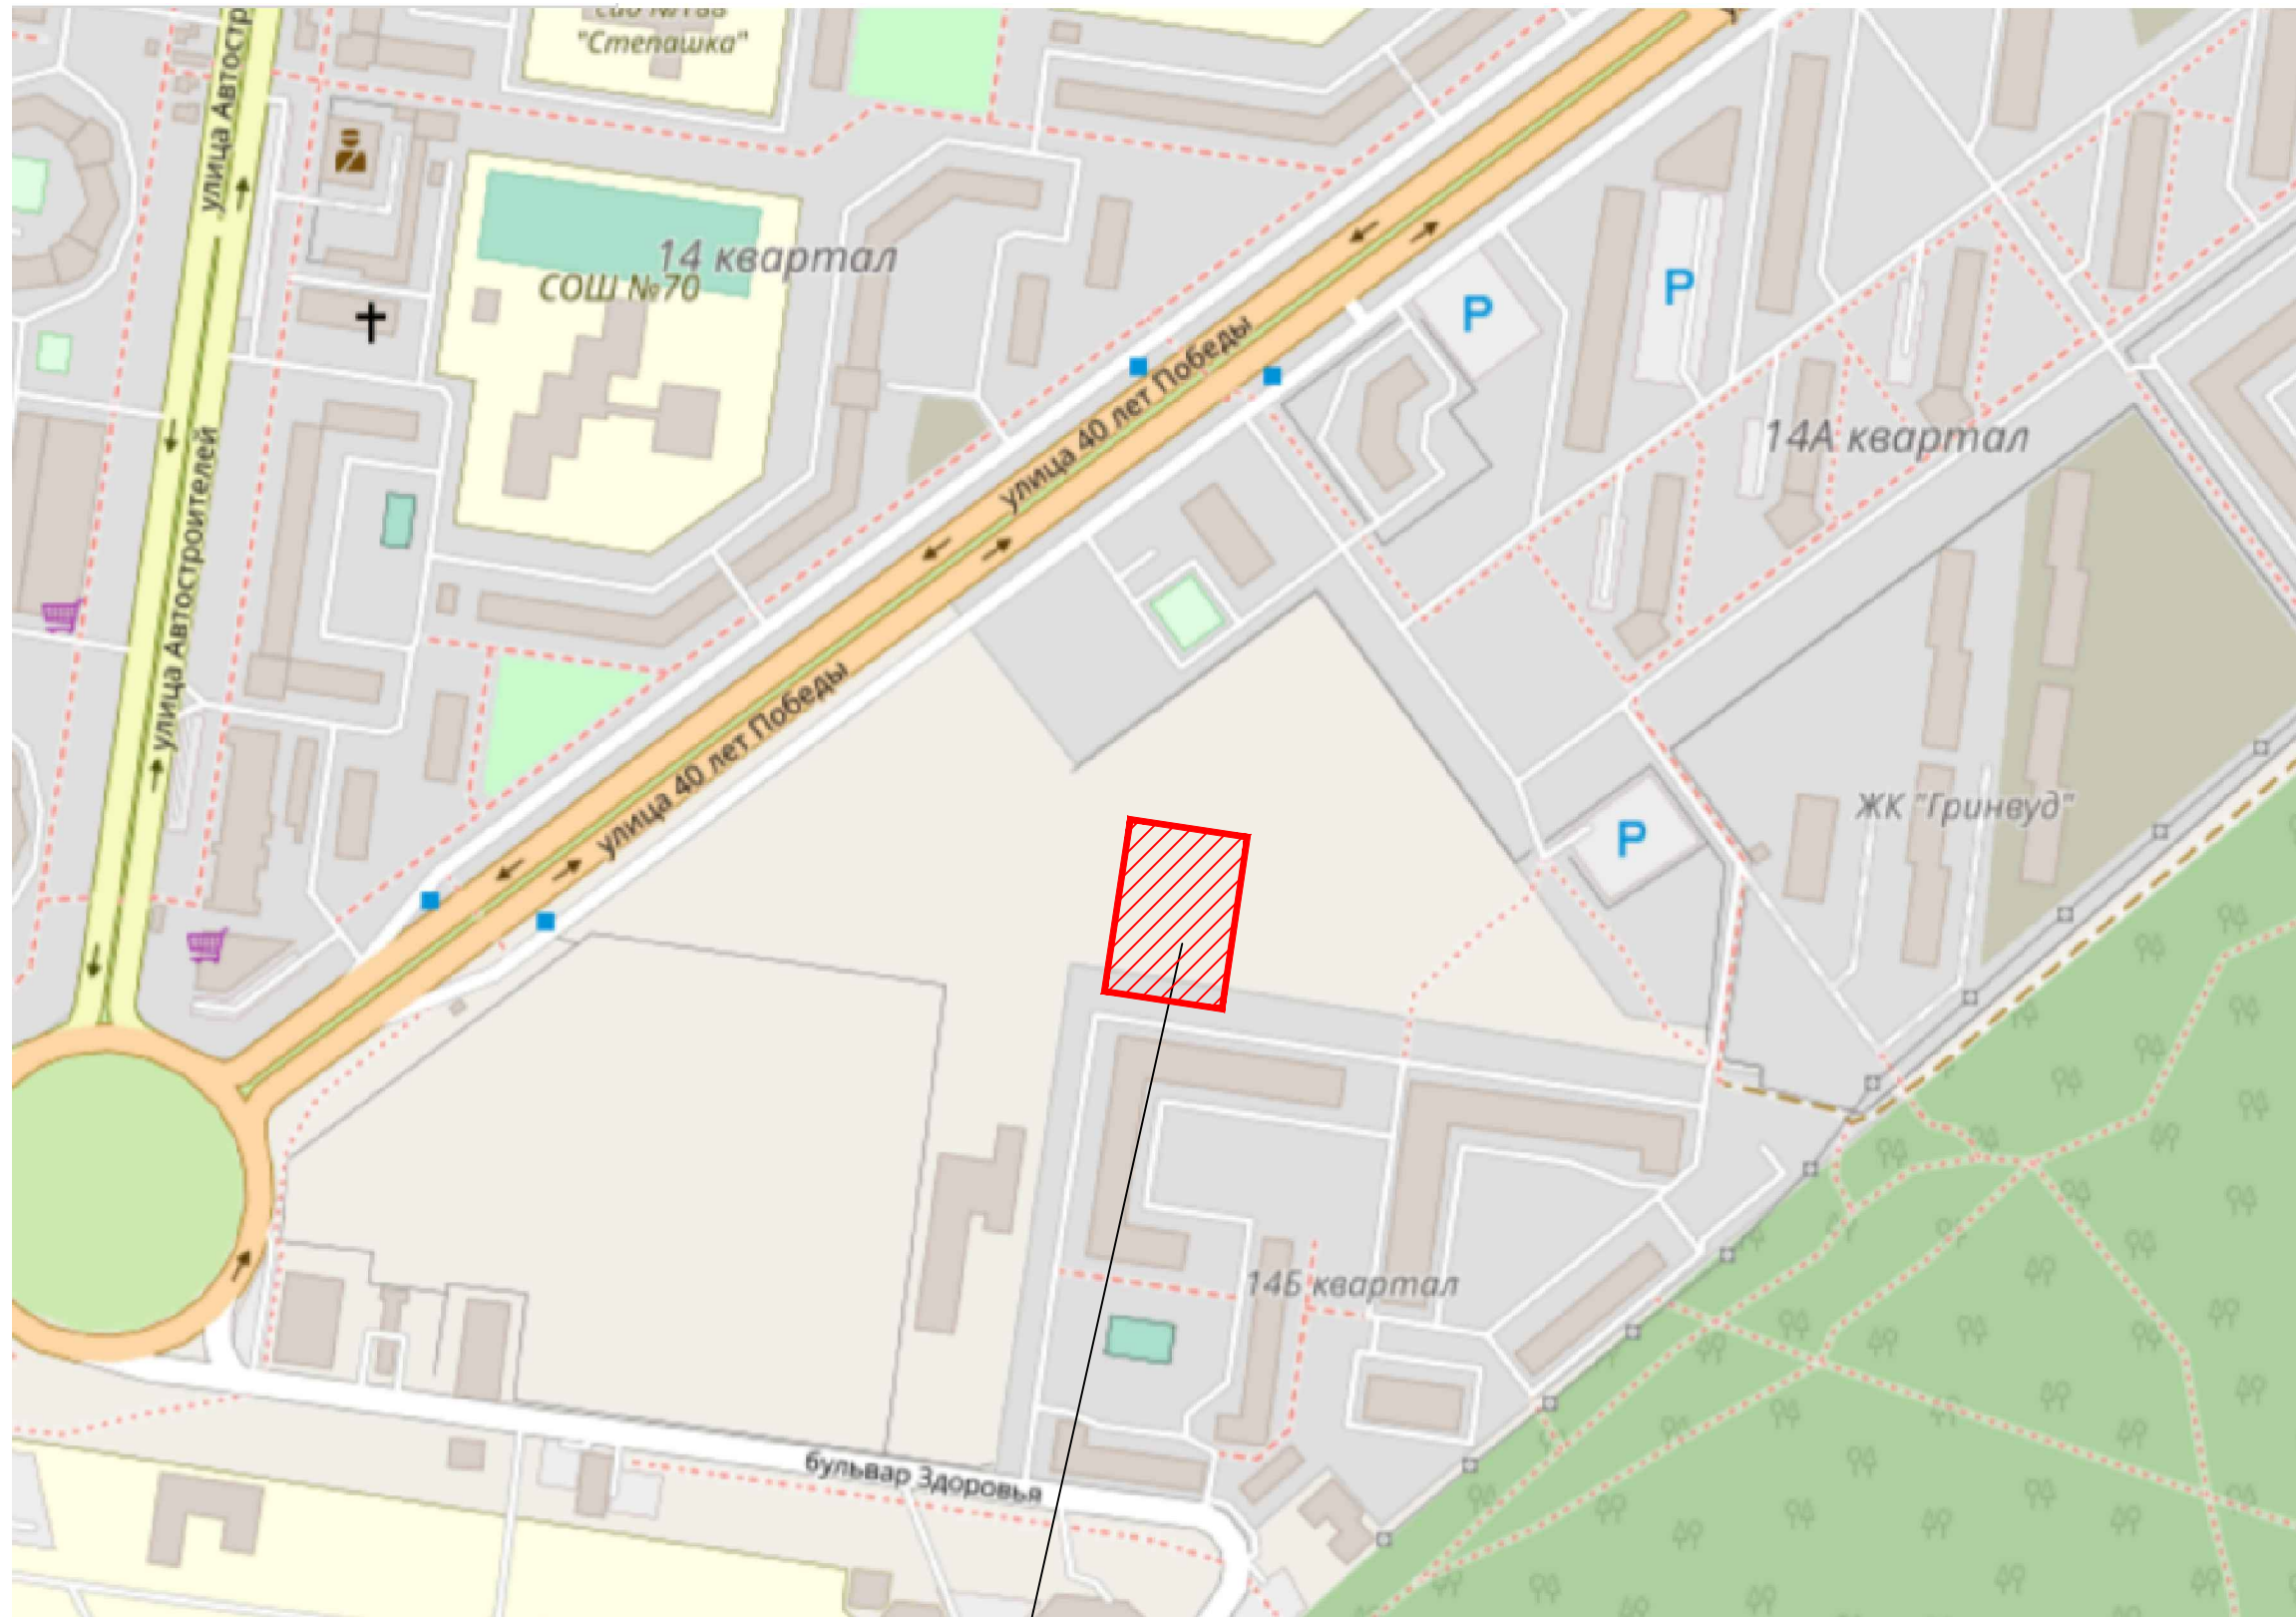 "Степашка"
улица Автостр
14 квартал
СОШ №70
P
P
улица 40 лет Победы
14А квартал
улица Автостроителей
улица 40 лет Победы
ЖК "Гринвуд"
P
14Б квартал
бульвар Здоровья